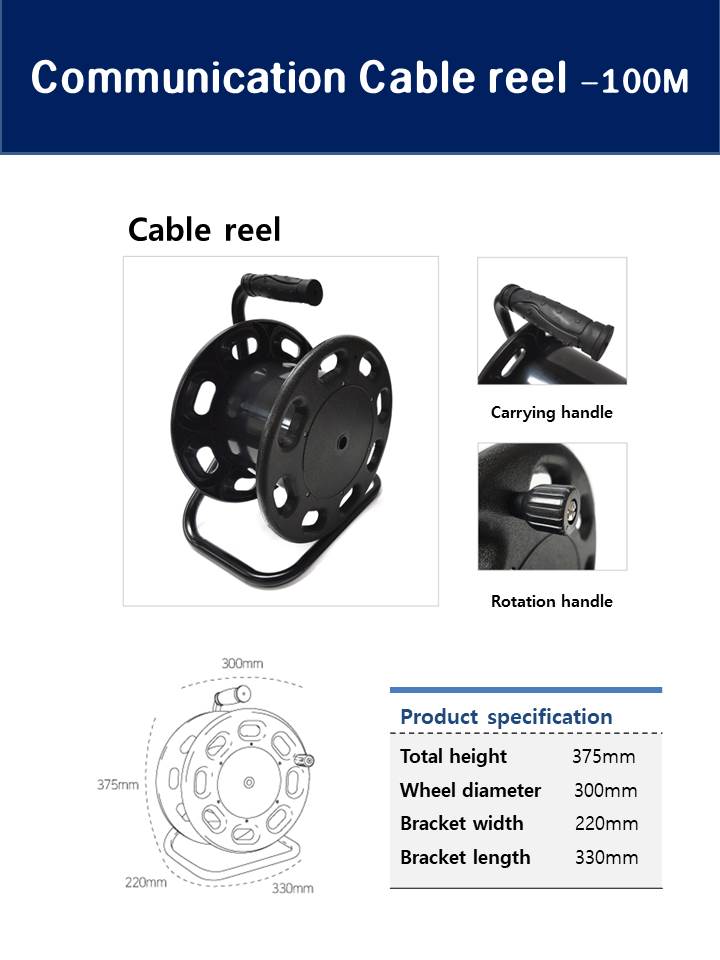 Communication Cable reel –100M
Cable reel
Carrying handle
Rotation handle
300mm
375mm
220mm
330mm
Product specification
Total height 375mm
Wheel diameter 300mm
Bracket width 220mm
Bracket length 330mm